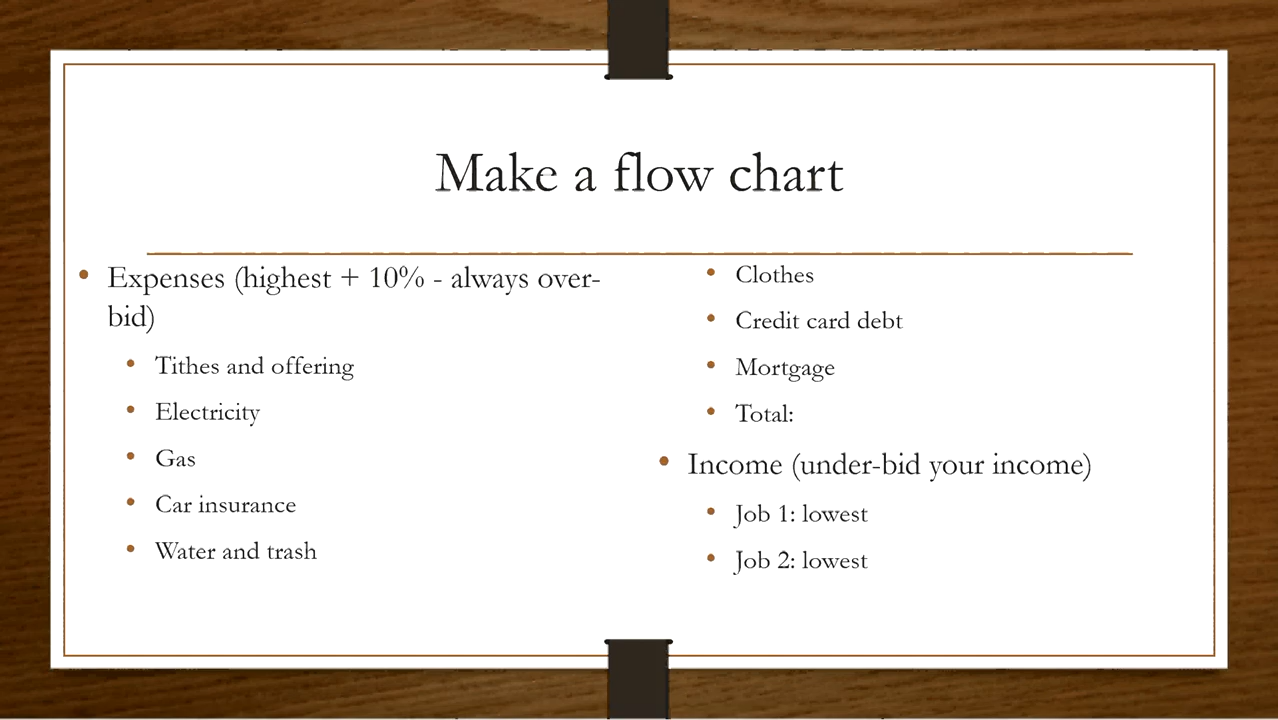 Make a flow chart
• Expenses (highest + 10% - always over-
bid)
• Tithes and offering
• Electricity
• Gas
• Car insurance
• Water and trash
• Clothes
• Credit card debt
• Mortgage
• Total:
• Income (under-bid your income)
• Job 1: lowest
• Job 2: lowest